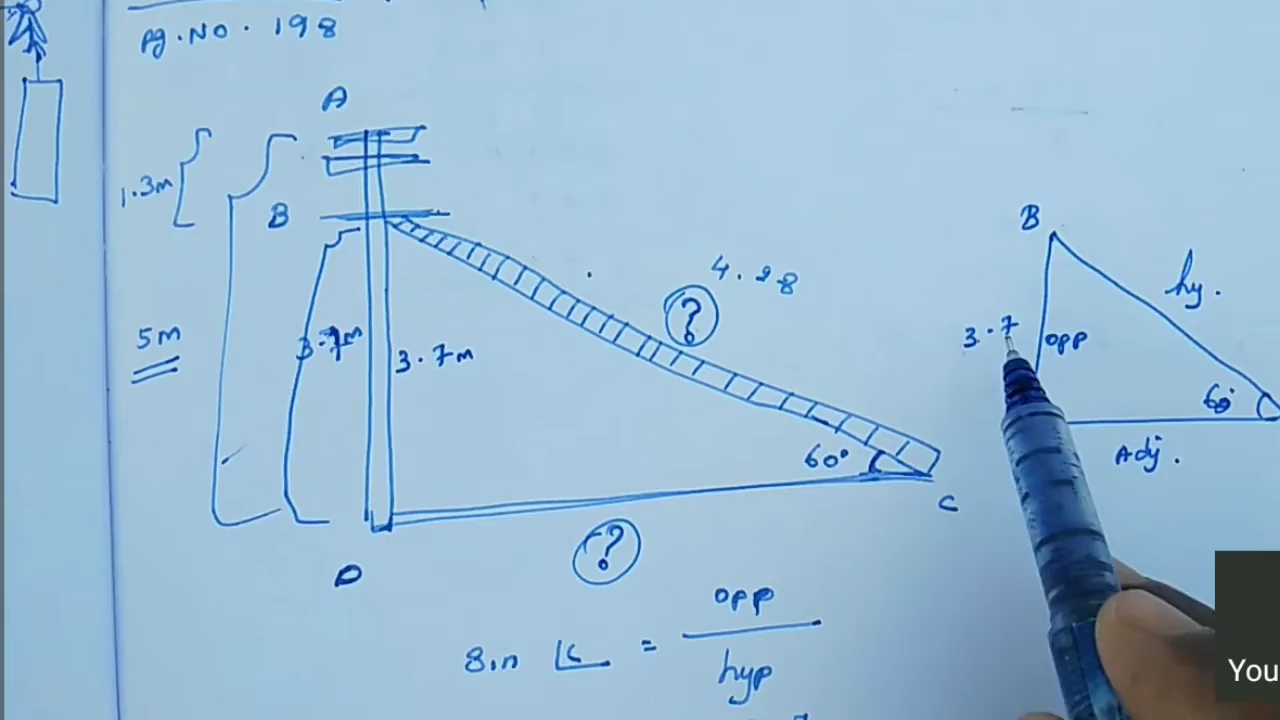 pg.NO. 198
A
1.3m
B
5m
3.7m
3.7m
?
4.28
60°
C
D
?
B
hy.
3.7
opp
60°
Adj.
Sin ∠C = opp
hyp
You